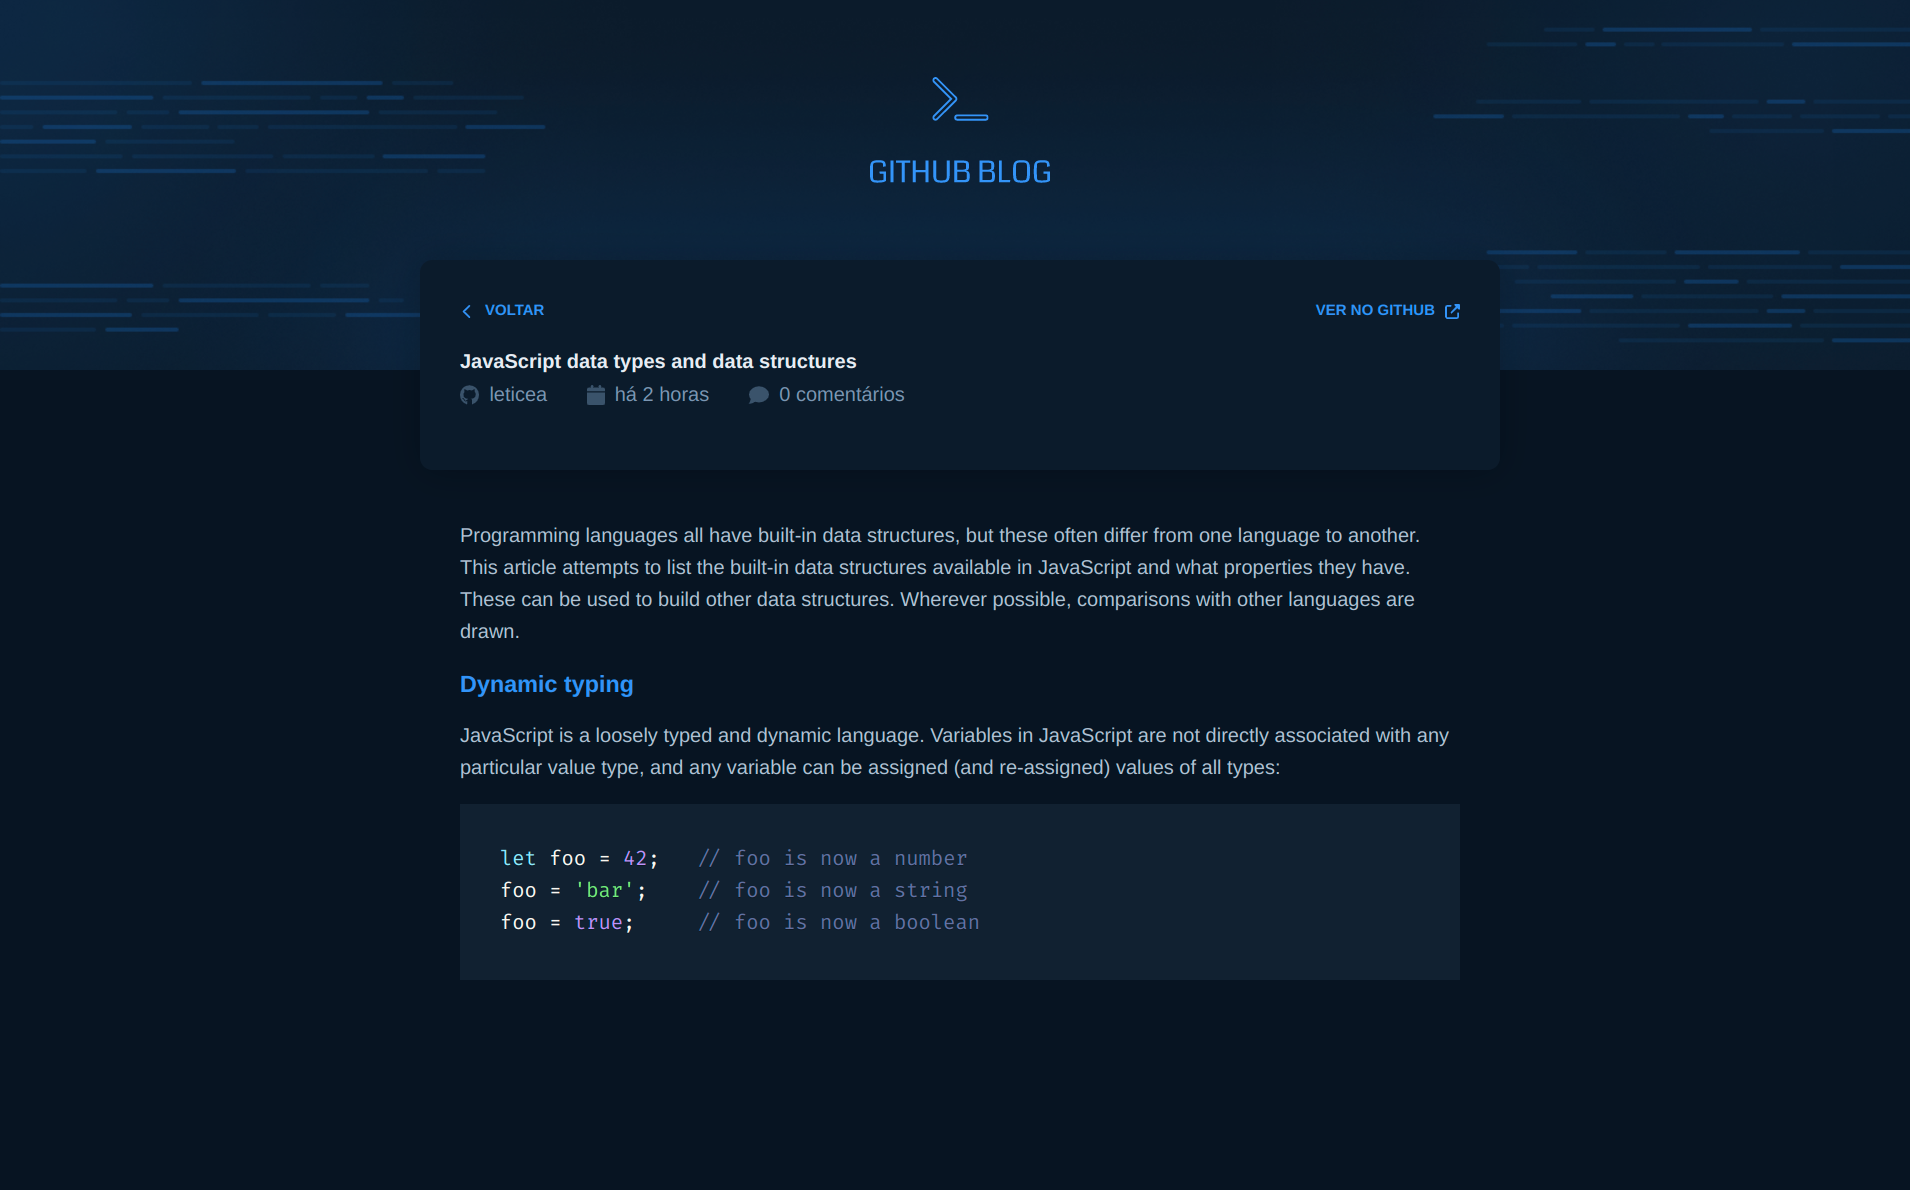 GITHUB BLOG
VOLTAR
VER NO GITHUB
JavaScript data types and data structures
leticea há 2 horas 0 comentários
Programming languages all have built-in data structures, but these often differ from one language to another.
This article attempts to list the built-in data structures available in JavaScript and what properties they have.
These can be used to build other data structures. Wherever possible, comparisons with other languages are
drawn.
Dynamic typing
JavaScript is a loosely typed and dynamic language. Variables in JavaScript are not directly associated with any
particular value type, and any variable can be assigned (and re-assigned) values of all types:
let foo = 42;   // foo is now a number
foo = 'bar';    // foo is now a string
foo = true;     // foo is now a boolean